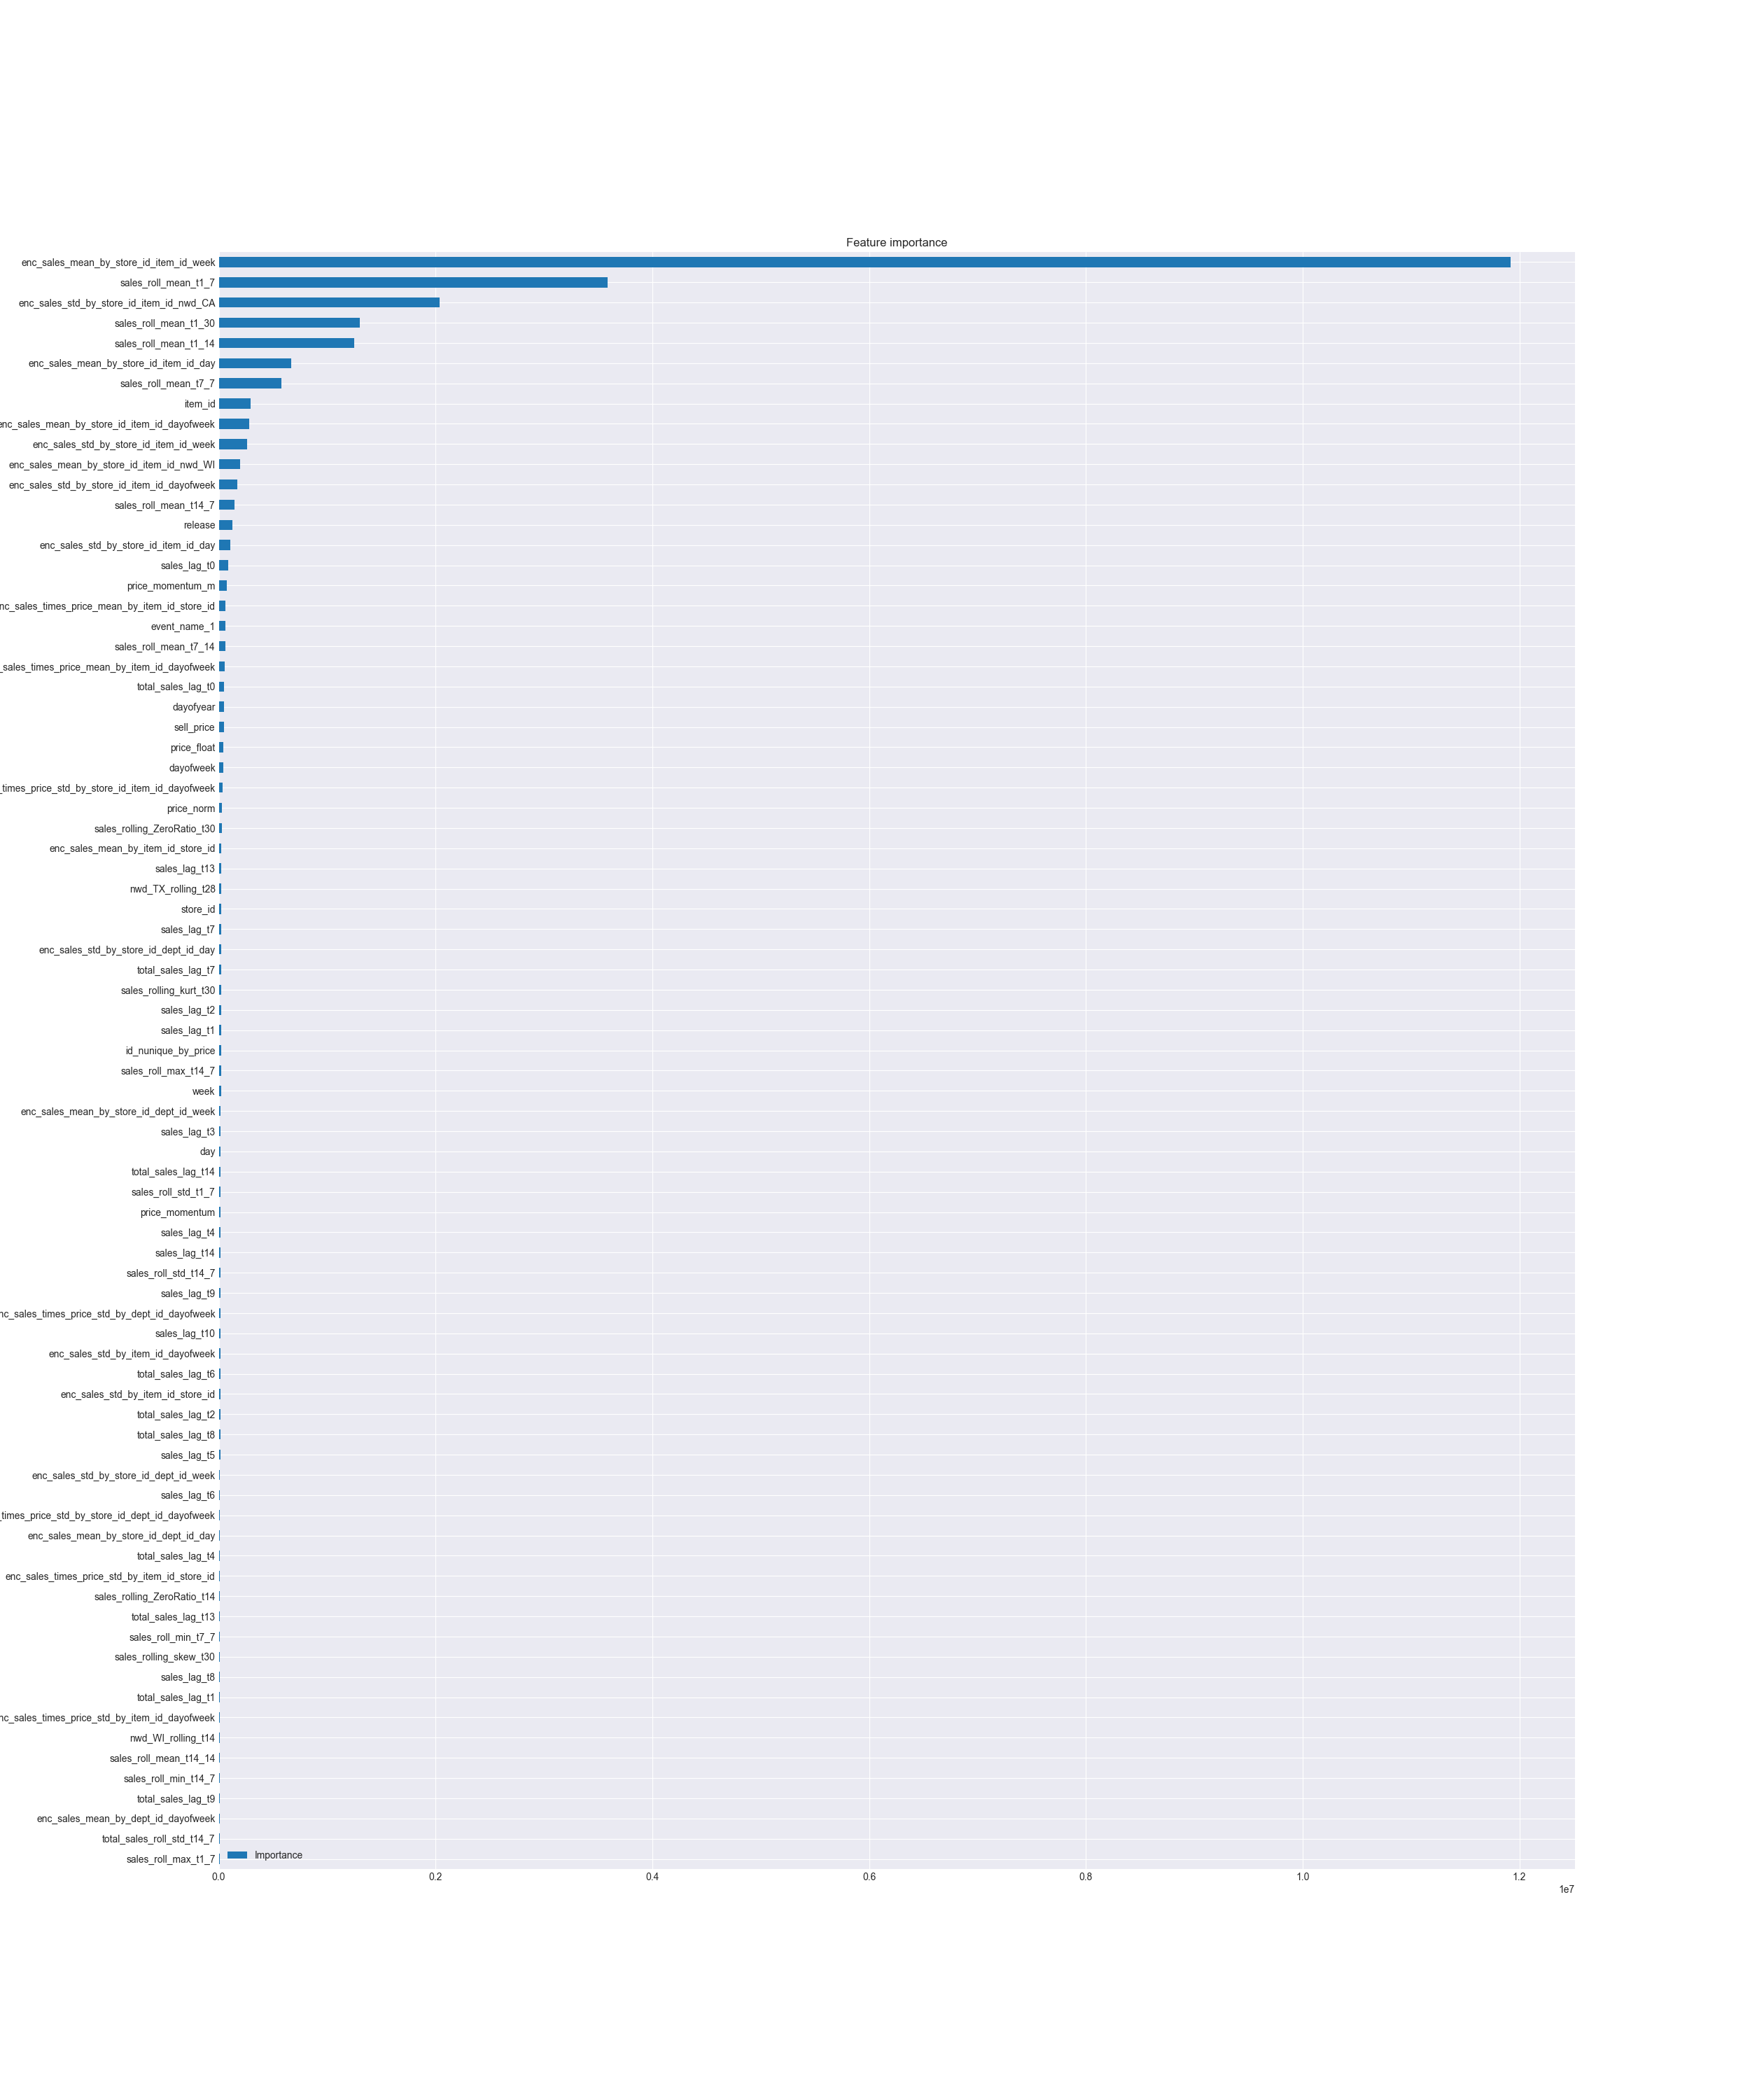 Feature importance
enc_sales_mean_by_store_id_item_id_week
sales_roll_mean_t1_7
enc_sales_std_by_store_id_item_id_nwd_CA
sales_roll_mean_t1_30
sales_roll_mean_t1_14
enc_sales_mean_by_store_id_item_id_day
sales_roll_mean_t7_7
item_id
enc_sales_mean_by_store_id_item_id_dayofweek
enc_sales_std_by_store_id_item_id_week
enc_sales_mean_by_store_id_item_id_nwd_WI
enc_sales_std_by_store_id_item_id_dayofweek
sales_roll_mean_t14_7
release
enc_sales_std_by_store_id_item_id_day
sales_lag_t0
price_momentum_m
nc_sales_times_price_mean_by_item_id_store_id
event_name_1
sales_roll_mean_t7_14
_sales_times_price_mean_by_item_id_dayofweek
total_sales_lag_t0
dayofyear
sell_price
price_float
dayofweek
_times_price_std_by_store_id_item_id_dayofweek
price_norm
sales_rolling_ZeroRatio_t30
enc_sales_mean_by_item_id_store_id
sales_lag_t13
nwd_TX_rolling_t28
store_id
sales_lag_t7
enc_sales_std_by_store_id_dept_id_day
total_sales_lag_t7
sales_rolling_kurt_t30
sales_lag_t2
sales_lag_t1
id_nunique_by_price
sales_roll_max_t14_7
week
enc_sales_mean_by_store_id_dept_id_week
sales_lag_t3
day
total_sales_lag_t14
sales_roll_std_t1_7
price_momentum
sales_lag_t4
sales_lag_t14
sales_roll_std_t14_7
sales_lag_t9
nc_sales_times_price_std_by_dept_id_dayofweek
sales_lag_t10
enc_sales_std_by_item_id_dayofweek
total_sales_lag_t6
enc_sales_std_by_item_id_store_id
total_sales_lag_t2
total_sales_lag_t8
sales_lag_t5
enc_sales_std_by_store_id_dept_id_week
sales_lag_t6
_times_price_std_by_store_id_dept_id_dayofweek
enc_sales_mean_by_store_id_dept_id_day
total_sales_lag_t4
enc_sales_times_price_std_by_item_id_store_id
sales_rolling_ZeroRatio_t14
total_sales_lag_t13
sales_roll_min_t7_7
sales_rolling_skew_t30
sales_lag_t8
total_sales_lag_t1
nc_sales_times_price_std_by_item_id_dayofweek
nwd_WI_rolling_t14
sales_roll_mean_t14_14
sales_roll_min_t14_7
total_sales_lag_t9
enc_sales_mean_by_dept_id_dayofweek
total_sales_roll_std_t14_7
sales_roll_max_t1_7
Importance
0.0 0.2 0.4 0.6 0.8 1.0 1.2
1e7